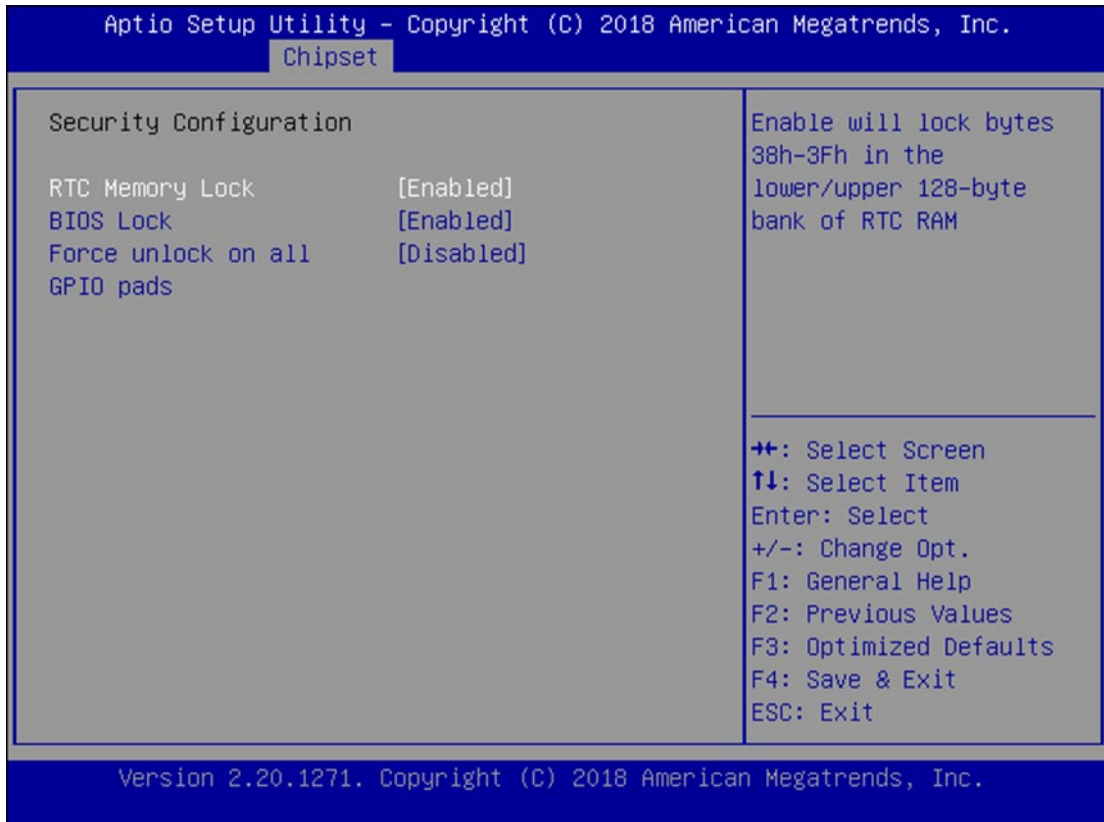 Aptio Setup Utility – Copyright (C) 2018 American Megatrends, Inc.
Chipset
Security Configuration
RTC Memory Lock [Enabled]
BIOS Lock [Enabled]
Force unlock on all [Disabled]
GPIO pads
Enable will lock bytes
38h–3Fh in the
lower/upper 128–byte
bank of RTC RAM
→←: Select Screen
↑↓: Select Item
Enter: Select
+/–: Change Opt.
F1: General Help
F2: Previous Values
F3: Optimized Defaults
F4: Save & Exit
ESC: Exit
Version 2.20.1271. Copyright (C) 2018 American Megatrends, Inc.